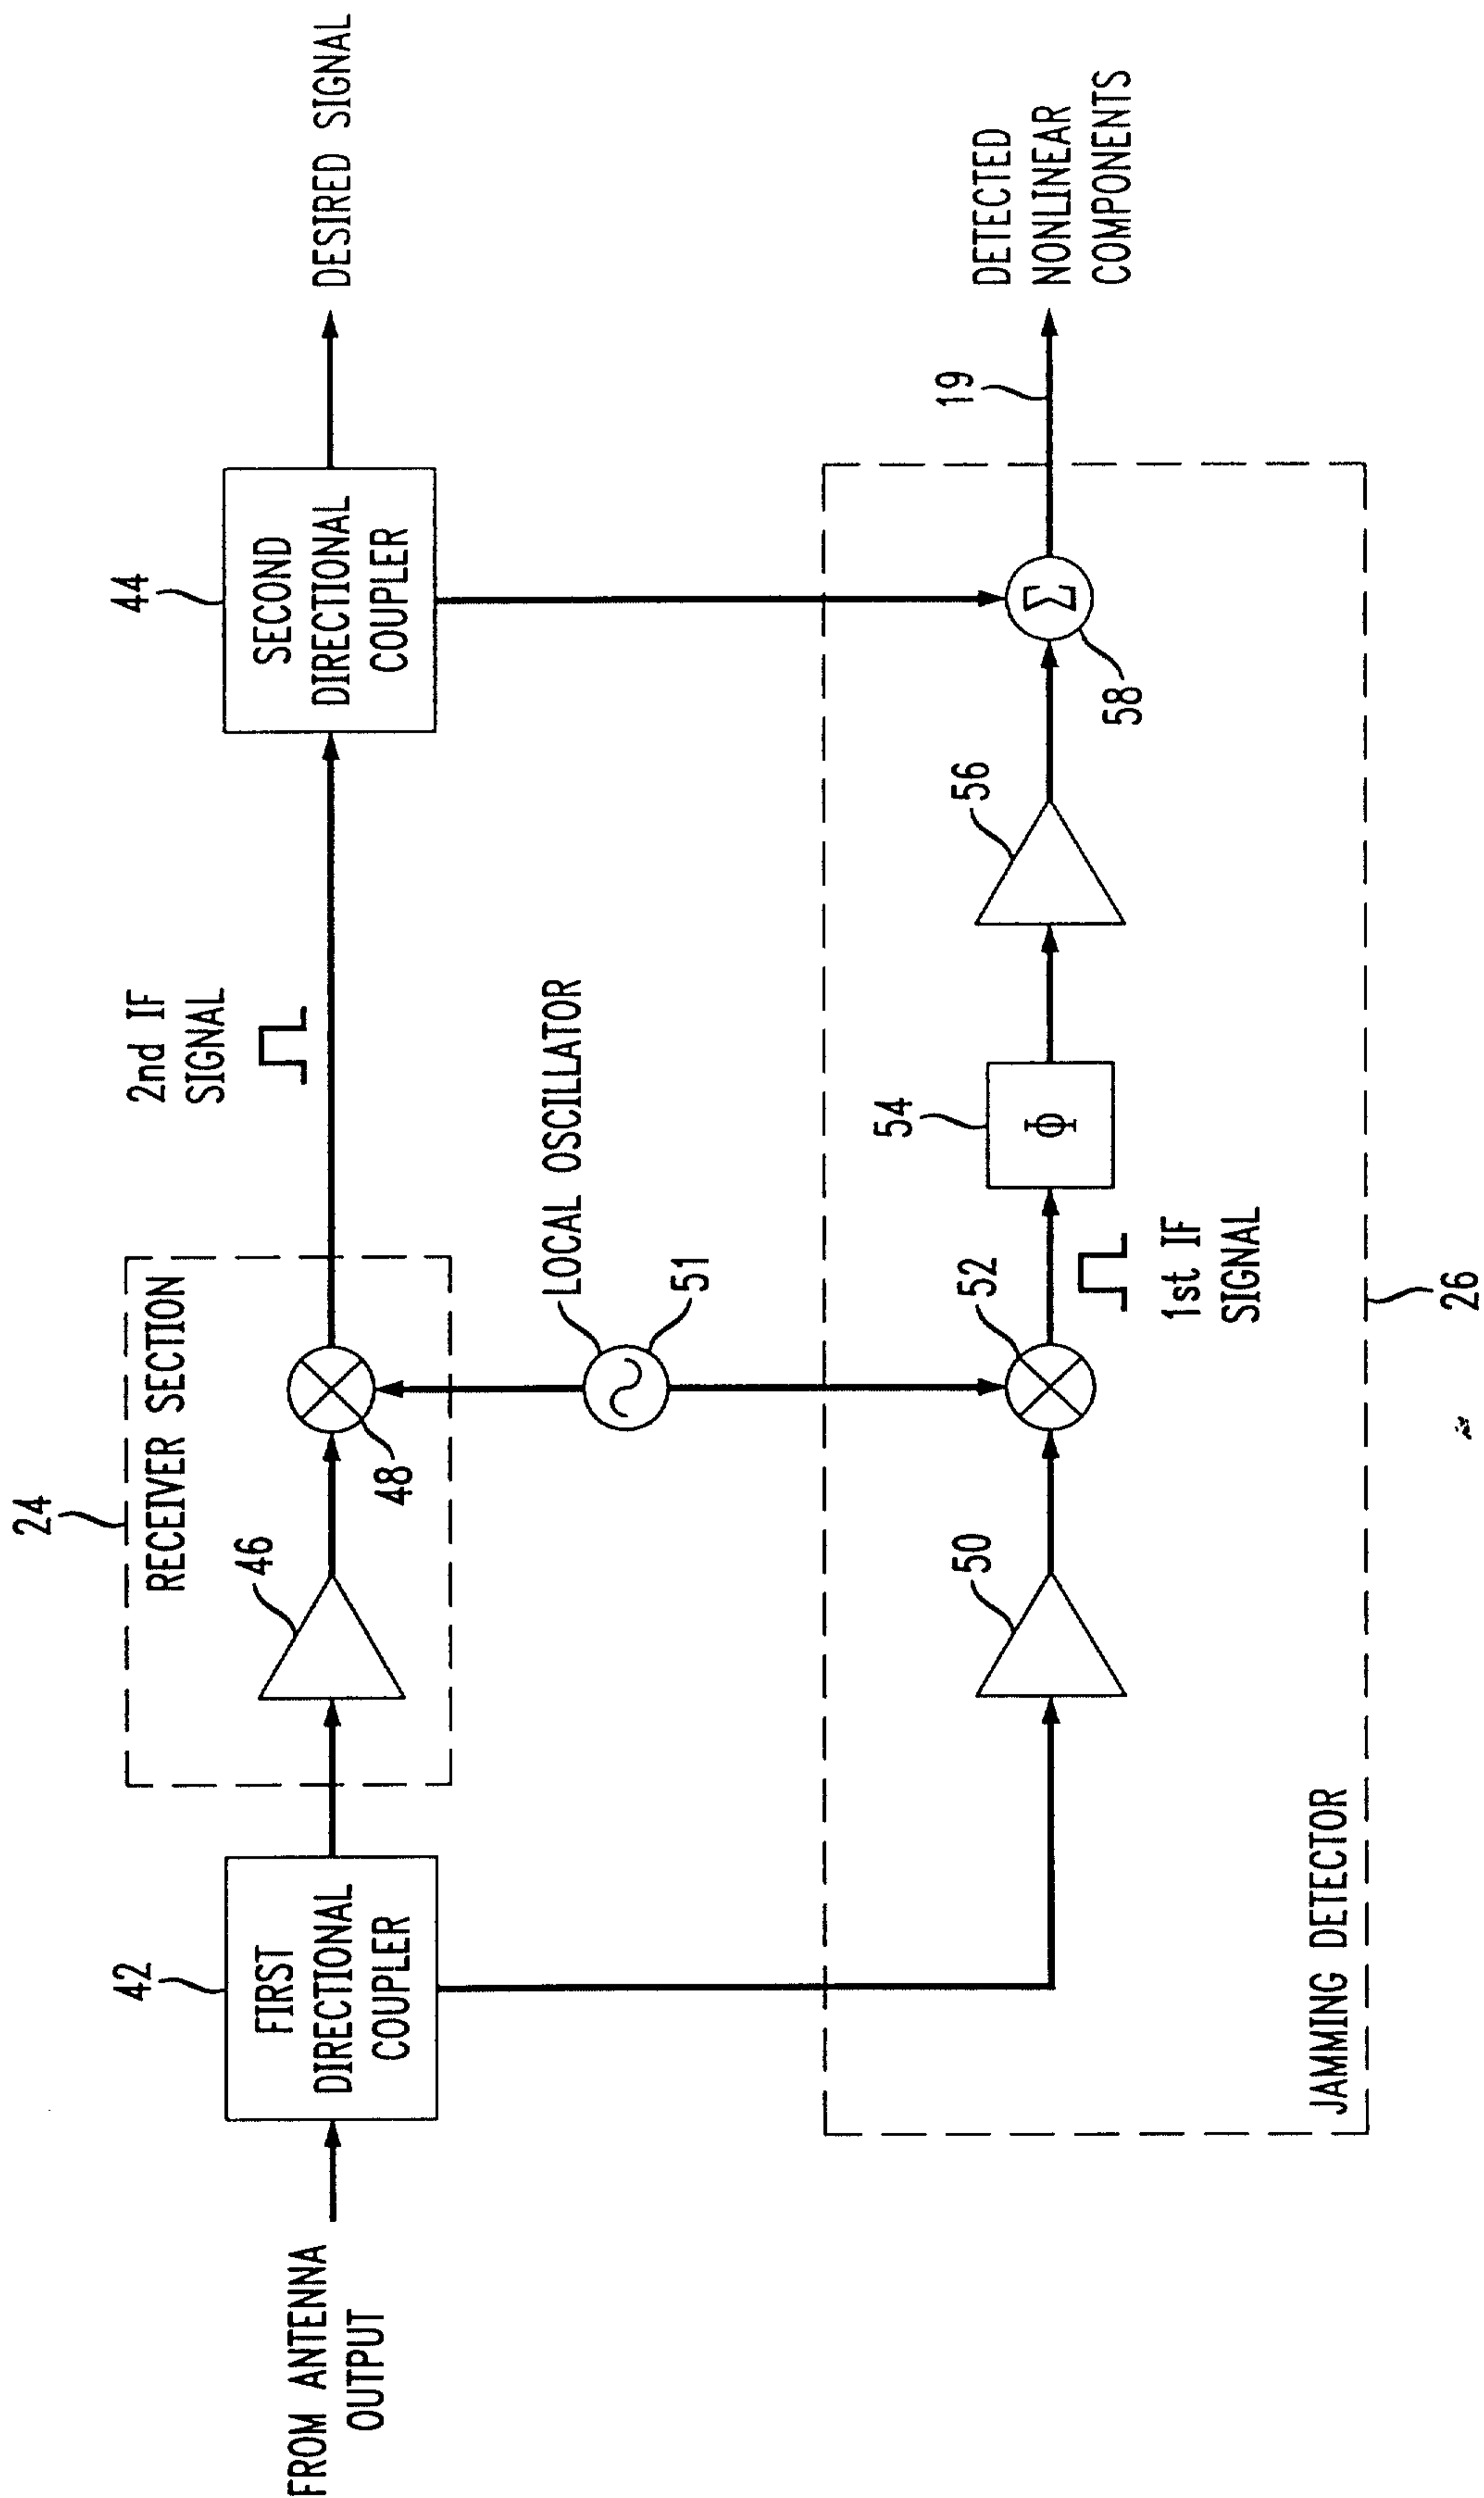 42
FIRST
DIRECTIONAL
COUPLER
FROM ANTENNA
OUTPUT
24
RECEIVER SECTION
46
48
2nd IF
SIGNAL
44
SECOND
DIRECTIONAL
COUPLER
DESIRED SIGNAL
LOCAL OSCILLATOR
51
50
52
1st IF
SIGNAL
54
Φ
56
Σ
58
19
DETECTED
NONLINEAR
COMPONENTS
JAMMING DETECTOR
26